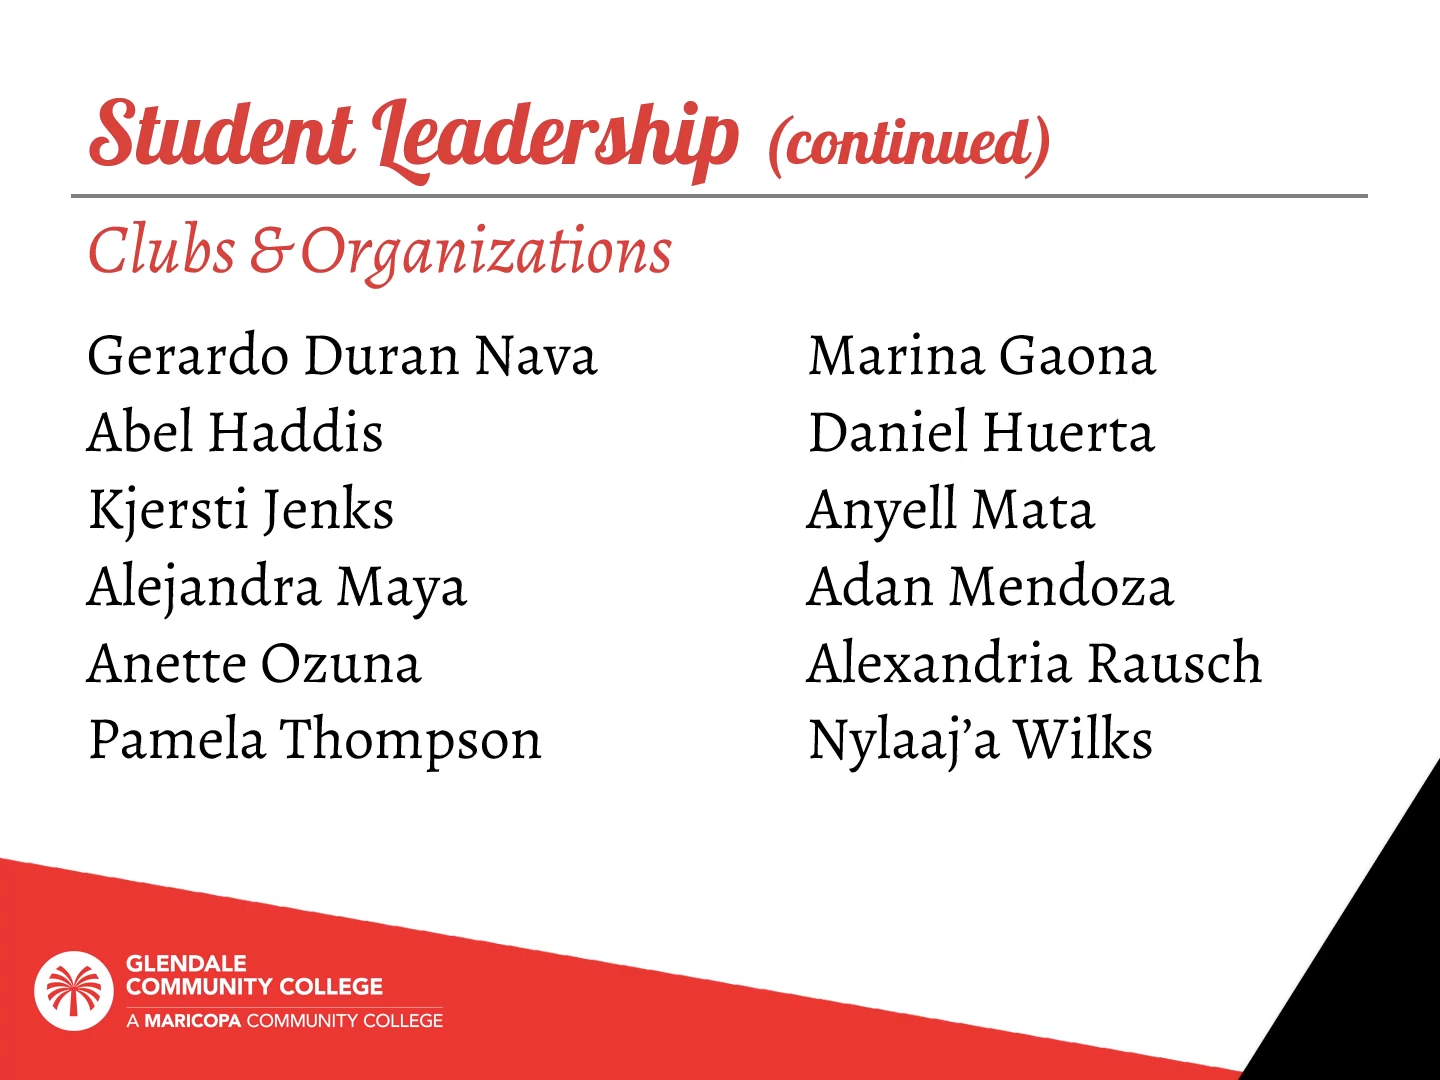 Student Leadership (continued)
Clubs & Organizations
Gerardo Duran Nava
Abel Haddis
Kjersti Jenks
Alejandra Maya
Anette Ozuna
Pamela Thompson
Marina Gaona
Daniel Huerta
Anyell Mata
Adan Mendoza
Alexandria Rausch
Nylaaj’a Wilks
GLENDALE
COMMUNITY COLLEGE
A MARICOPA COMMUNITY COLLEGE